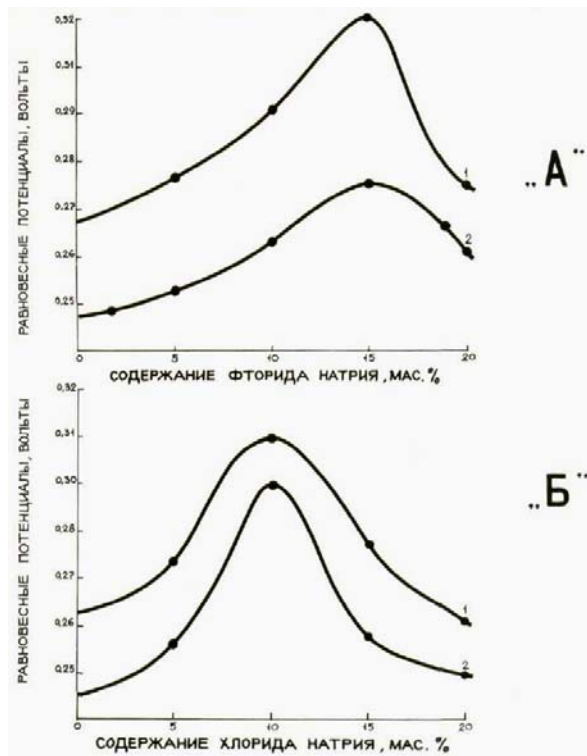 РАВНОВЕСНЫЕ ПОТЕНЦИАЛЫ, ВОЛЬТЫ
0,32
0,31
0,29
0,28
0,27
0,26
0,25
1
2
„А“
0 5 10 15 20
СОДЕРЖАНИЕ ФТОРИДА НАТРИЯ, МАС. %
РАВНОВЕСНЫЕ ПОТЕНЦИАЛЫ, ВОЛЬТЫ
0,32
0,31
0,30
0,28
0,27
0,26
0,25
1
2
„Б“
0 5 10 15 20
СОДЕРЖАНИЕ ХЛОРИДА НАТРИЯ, МАС. %